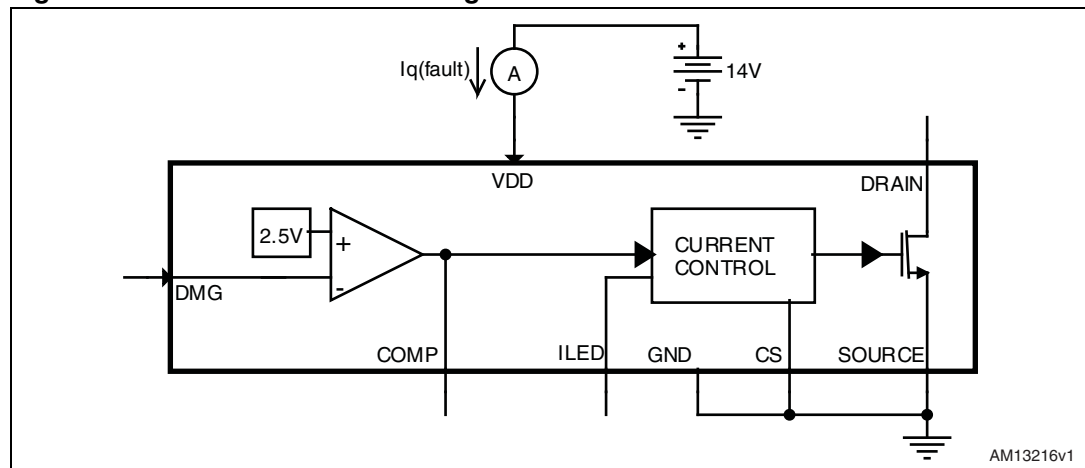 Iq(fault)
A
+
-
14V
VDD
DRAIN
2.5V
+
-
CURRENT
CONTROL
DMG
COMP
ILED
GND
CS
SOURCE
AM13216v1